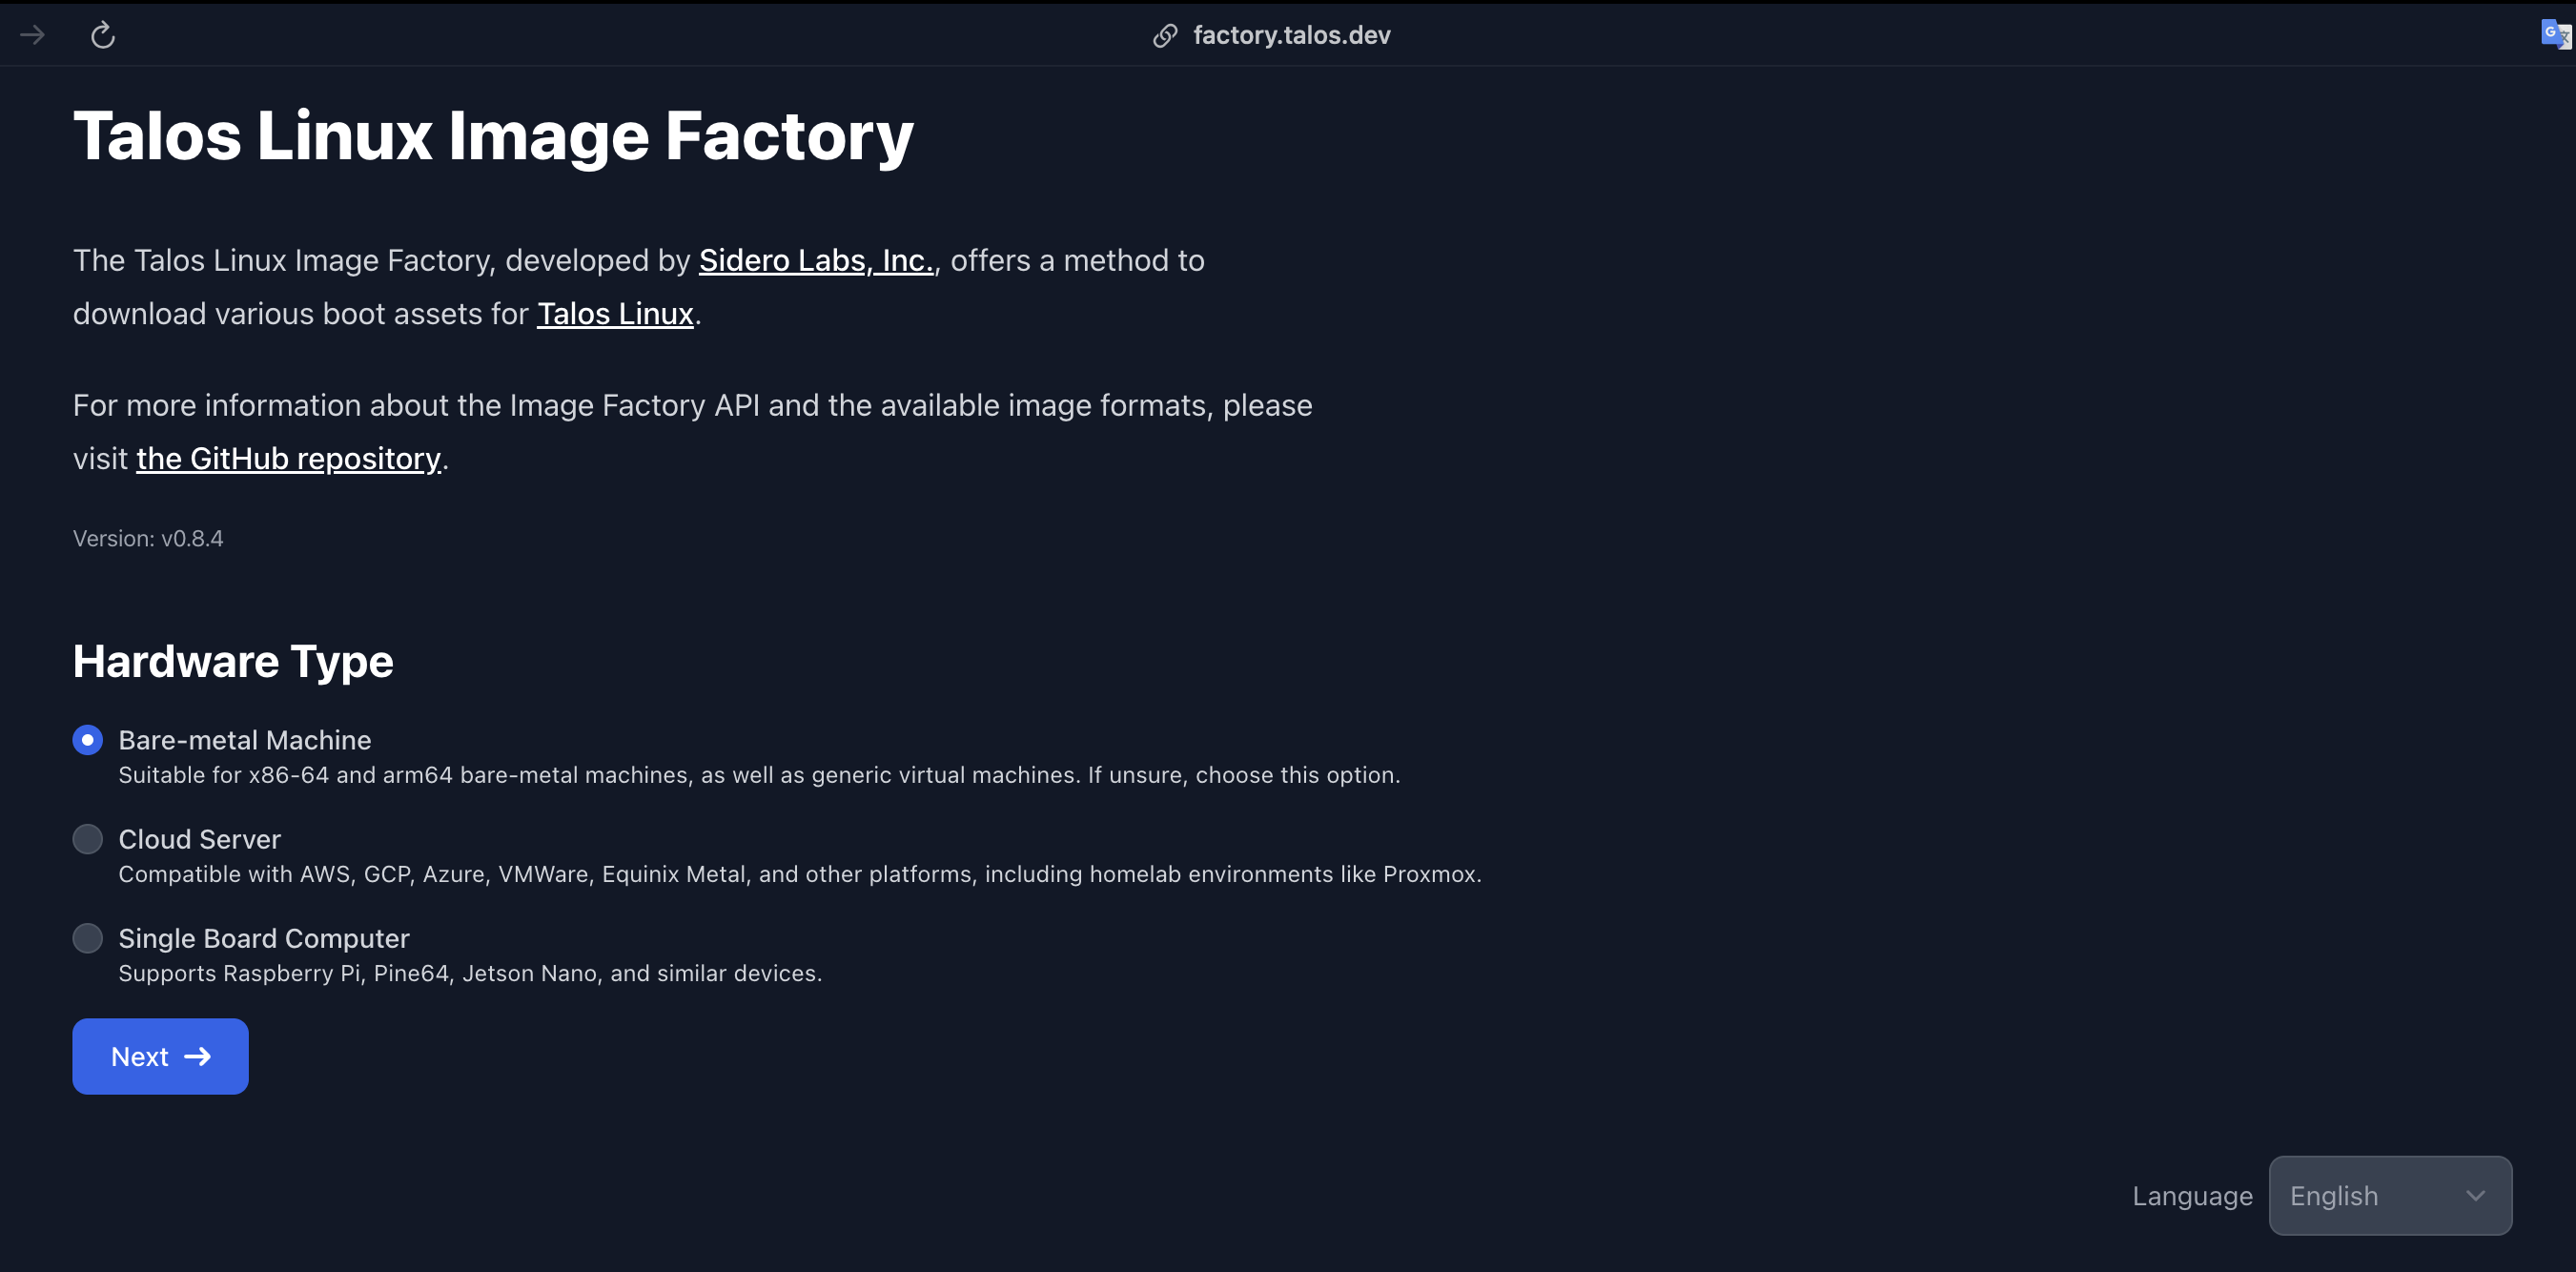 factory.talos.dev
Talos Linux Image Factory
The Talos Linux Image Factory, developed by Sidero Labs, Inc., offers a method to
download various boot assets for Talos Linux.
For more information about the Image Factory API and the available image formats, please
visit the GitHub repository.
Version: v0.8.4
Hardware Type
Bare-metal Machine
Suitable for x86-64 and arm64 bare-metal machines, as well as generic virtual machines. If unsure, choose this option.
Cloud Server
Compatible with AWS, GCP, Azure, VMWare, Equinix Metal, and other platforms, including homelab environments like Proxmox.
Single Board Computer
Supports Raspberry Pi, Pine64, Jetson Nano, and similar devices.
Next
Language English